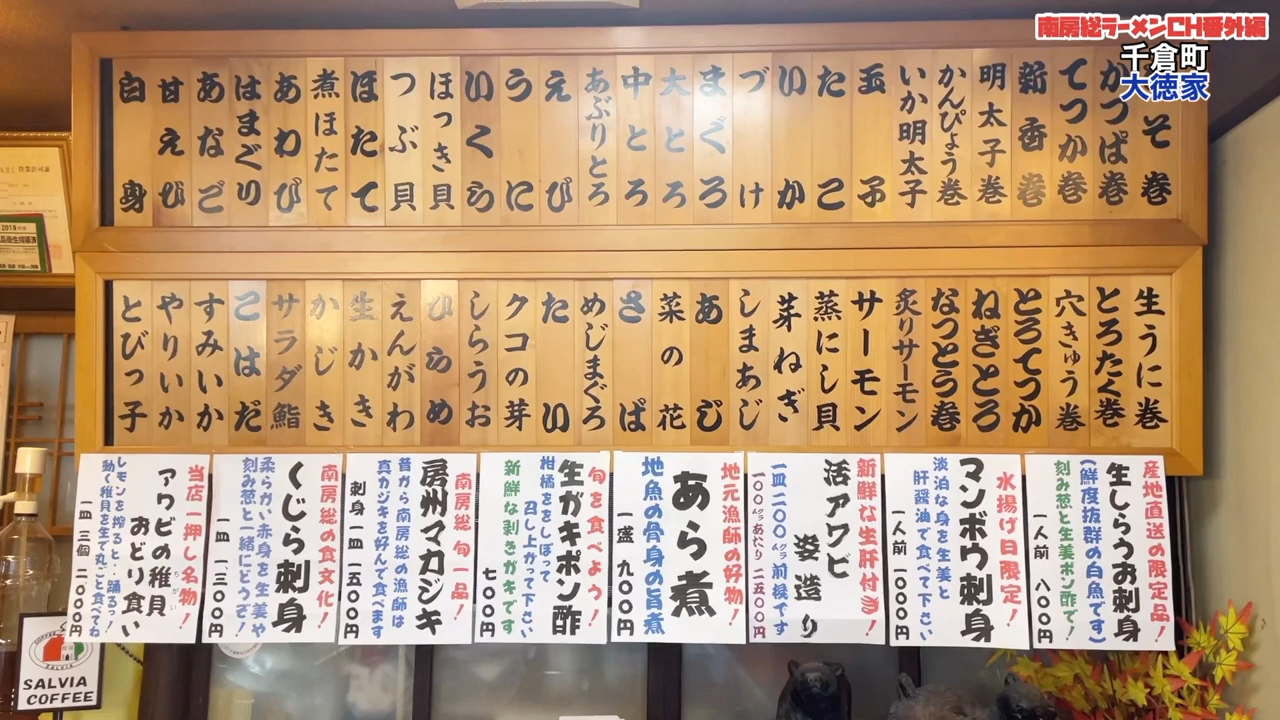 南房総ラーメンCH番外編
千倉町
大徳家
しそ巻
かっぱ巻
てっか巻
新香巻
明太子巻
かんぴょう巻
いか明太子
玉子
たこ
いか
づけ
まぐろ
大とろ
中とろ
あぶりとろ
えび
うに
いくら
ほっき貝
つぶ貝
ほたて
煮ほたて
あわび
はまぐり
あなご
甘えび
白身
生うに巻
とろたく巻
穴きゅう巻
とろてっか
ねぎとろ
なっとう巻
炙りサーモン
サーモン
蒸にし貝
芽ねぎ
しまあじ
あじ
菜の花
さば
めじまぐろ
たい
クコの芽
しらうお
ひらめ
えんがわ
生かき
かじき
サラダ鮨
こはだ
すみいか
やりいか
とびっ子
産地直送の限定品!
生しらうお刺身
(鮮度抜群の白魚です)
刻み葱と生姜ポン酢で!
一人前 八〇〇円
水揚げ日限定!
マンボウ刺身
淡泊な身を生姜と
肝醤油で食べて下さい
一人前 一〇〇〇円
新鮮な生肝付き!
活アワビ
姿造り
一皿二〇〇グラム前後です
一〇〇グラムあたり 二五〇〇円
地元漁師の好物!
あら煮
地魚の骨身の旨煮
一盛 九〇〇円
旬を食べよう!
生ガキポン酢
柑橘ををしぼって
召し上がって下さい
新鮮な剥きガキです
七〇〇円
南房総 旬一品!
房州マカジキ
昔から南房総の漁師は
真カジキを好んで食べます
刺身一皿 一五〇〇円
南房総の食文化!
くじら刺身
柔らかい赤身を生姜や
刻み葱と一緒にどうぞ!
一皿 一、三〇〇円
当店一押し名物!
アワビの稚貝
ちがい
おどり食い
レモンを搾ると・・踊るっ!
動く稚貝を生で丸ごと食べてね
一皿 三個 二〇〇〇円
2019年度
SALVIA
COFFEE